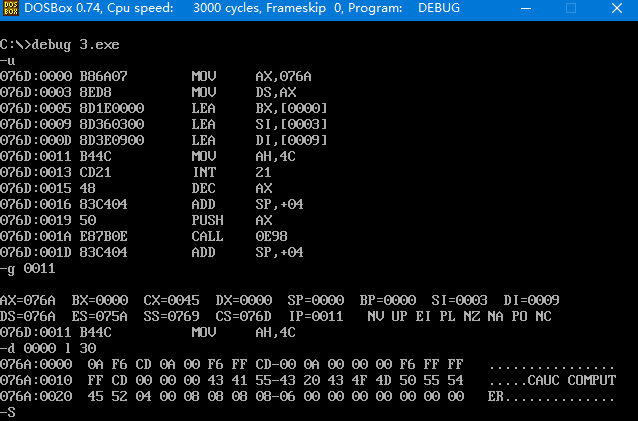 DOSBox 0.74, Cpu speed: 3000 cycles, Frameskip 0, Program: DEBUG
C:\>debug 3.exe
-u
076D:0000 B86A07 MOV AX,076A
076D:0003 8ED8 MOV DS,AX
076D:0005 8D1E0000 LEA BX,[0000]
076D:0009 8D360300 LEA SI,[0003]
076D:000D 8D3E0900 LEA DI,[0009]
076D:0011 B44C MOV AH,4C
076D:0013 CD21 INT 21
076D:0015 48 DEC AX
076D:0016 83C404 ADD SP,+04
076D:0019 50 PUSH AX
076D:001A E87B0E CALL 0E98
076D:001D 83C404 ADD SP,+04
-g 0011
AX=076A BX=0000 CX=0045 DX=0000 SP=0000 BP=0000 SI=0003 DI=0009
DS=076A ES=075A SS=0769 CS=076D IP=0011 NV UP EI PL NZ NA PO NC
076D:0011 B44C MOV AH,4C
-d 0000 l 30
076A:0000 0A F6 CD 0A 00 F6 FF CD-00 0A 00 00 00 F6 FF FF ................
076A:0010 FF CD 00 00 00 43 41 55-43 20 43 4F 4D 50 55 54 .....CAUC COMPUT
076A:0020 45 52 04 00 08 08 08 08-06 00 00 00 00 00 00 00 ER..............
-S